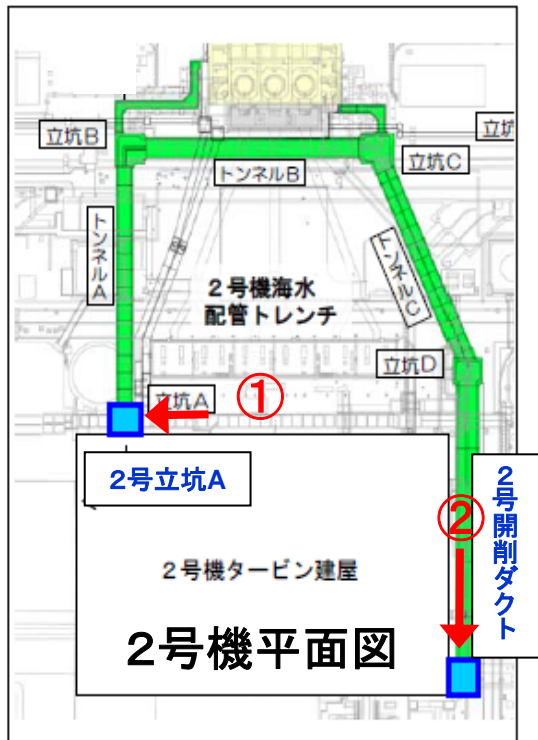 立坑B
立坑
トンネルB
立坑C
トンネルA
トンネルC
2号機海水
配管トレンチ
立坑D
立坑A
①
2号立坑A
②
2号開削ダクト
2号機タービン建屋
2号機平面図